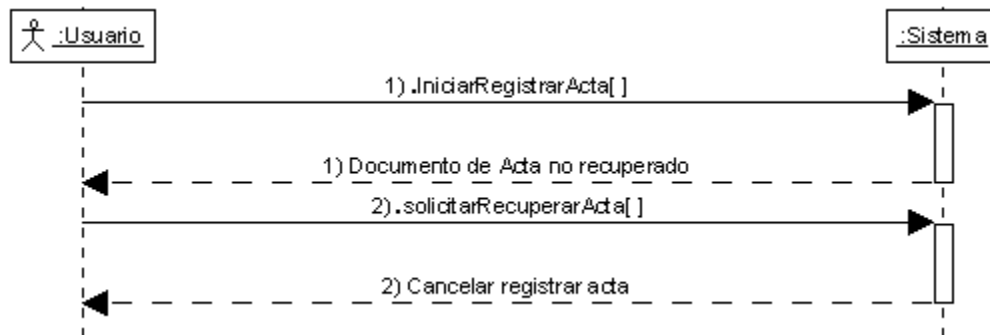 :Usuario
:Sistema
1) .IniciarRegistrarActa[ ]
1) Documento de Acta no recuperado
2).solicitarRecuperarActa[ ]
2) Cancelar registrar acta